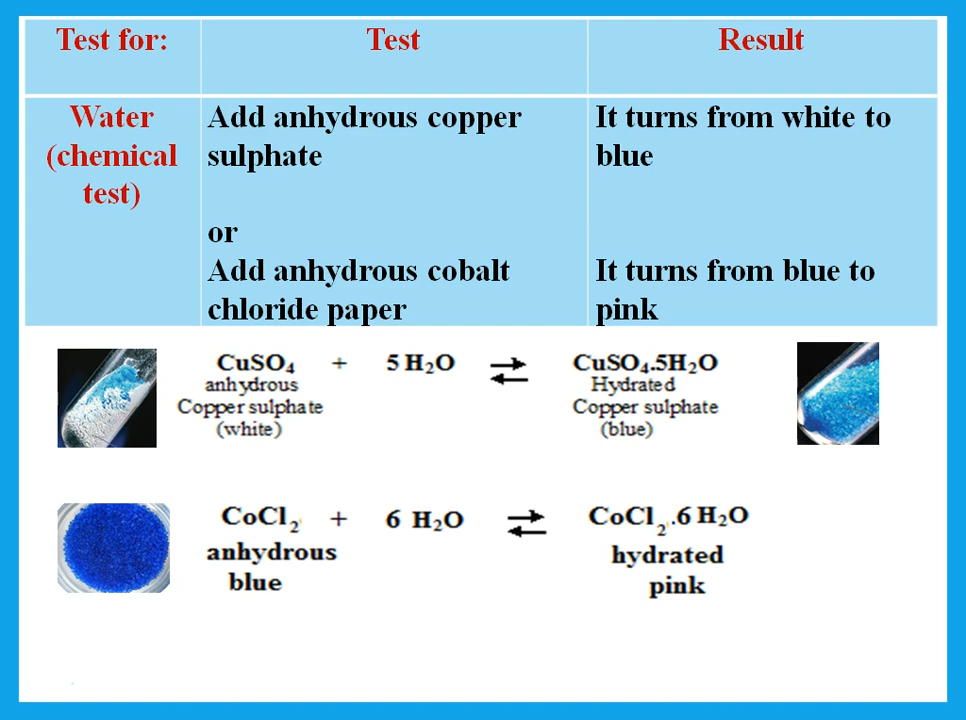 Test for: Test Result
Water Add anhydrous copper It turns from white to
(chemical sulphate blue
test)
or
Add anhydrous cobalt It turns from blue to
chloride paper pink
CuSO₄ + 5 H₂O ⇌ CuSO₄.5H₂O
anhydrous Hydrated
Copper sulphate Copper sulphate
(white) (blue)
CoCl₂ + 6 H₂O ⇌ CoCl₂.6 H₂O
anhydrous hydrated
blue pink